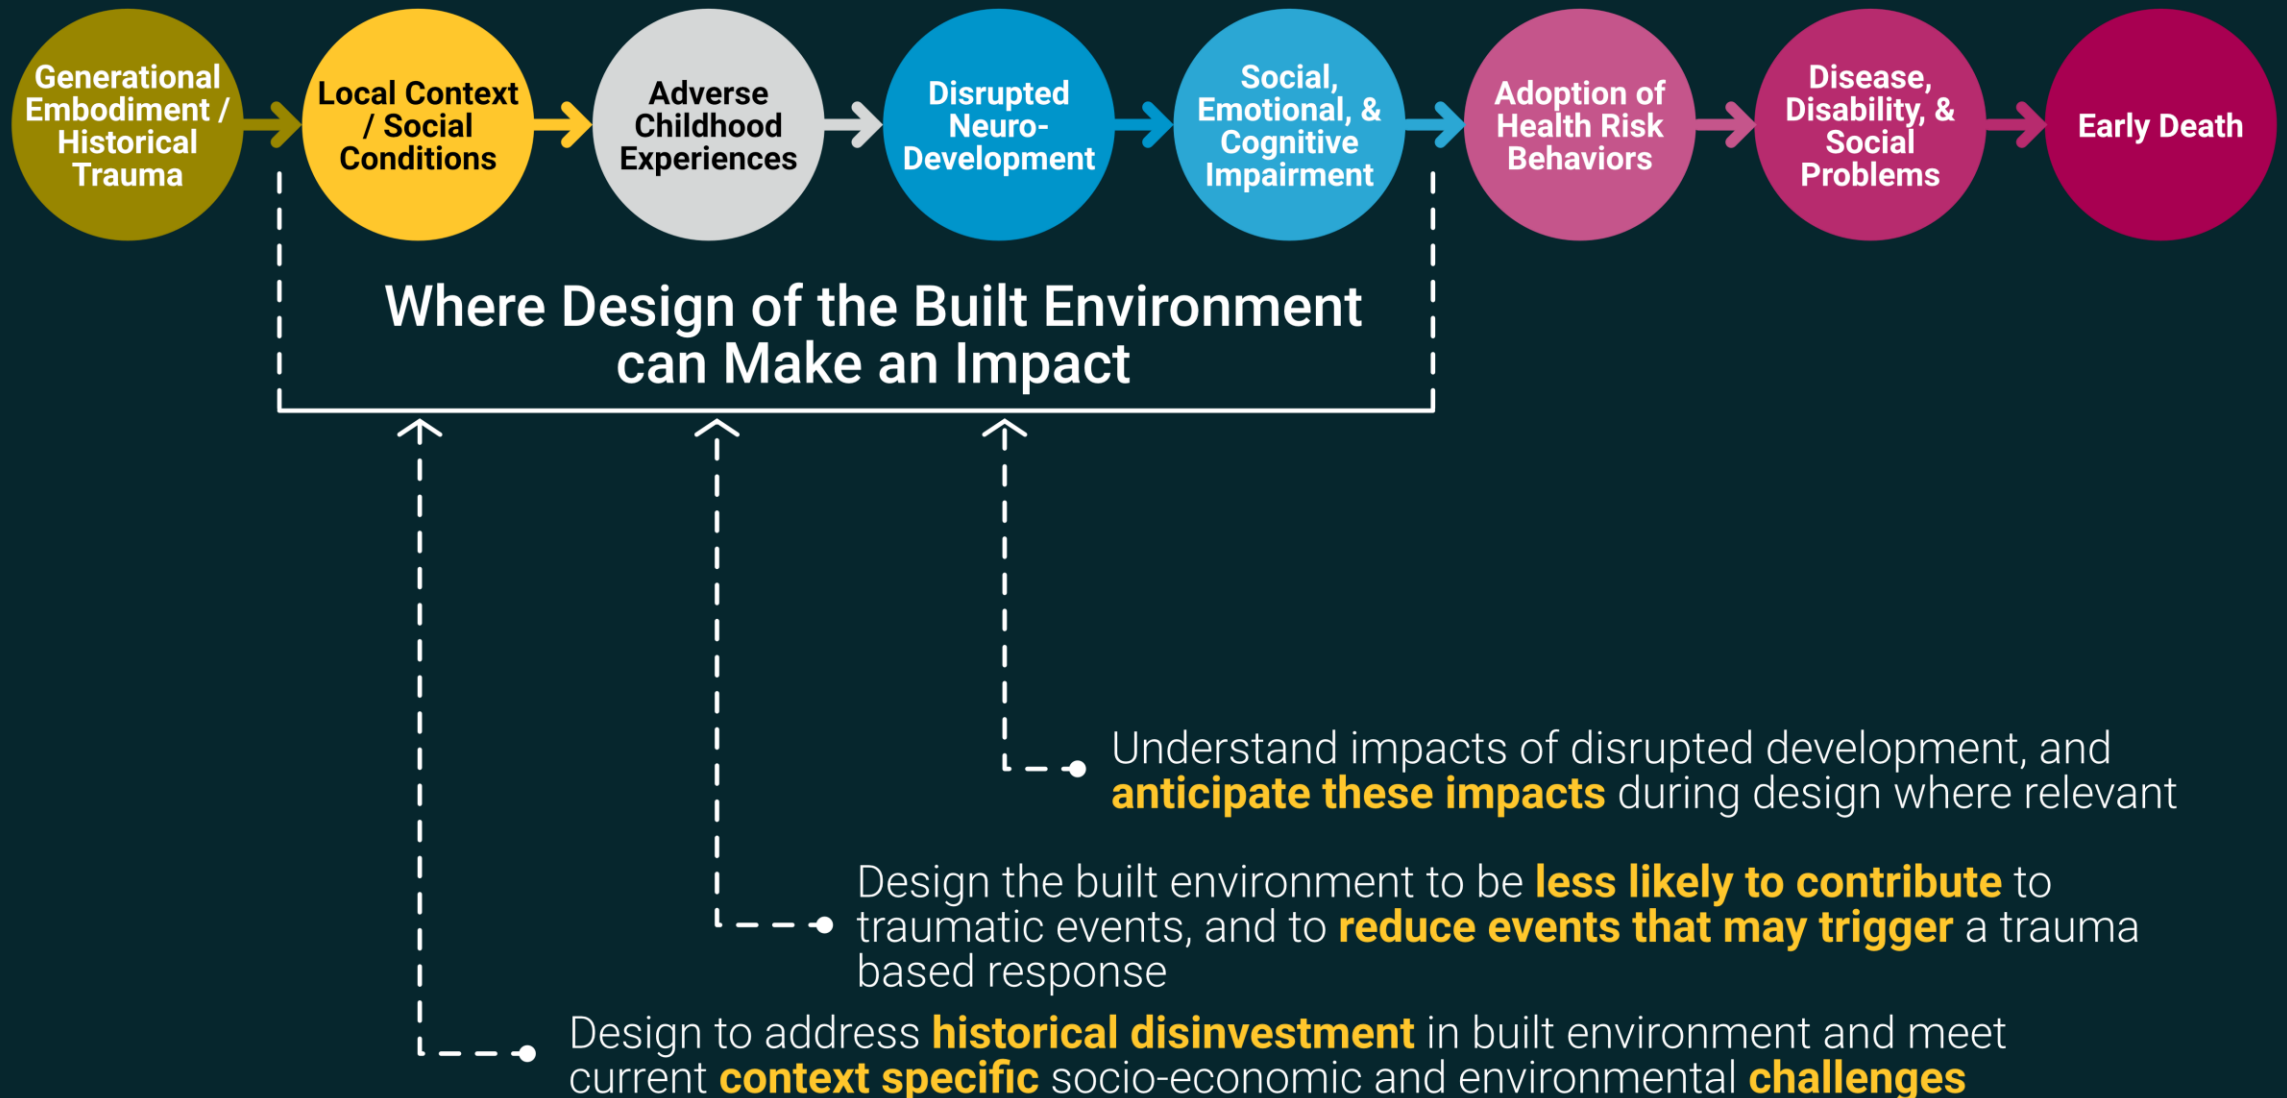 Generational
Embodiment /
Historical
Trauma
Local Context
/ Social
Conditions
Adverse
Childhood
Experiences
Disrupted
Neuro-
Development
Social,
Emotional, &
Cognitive
Impairment
Adoption of
Health Risk
Behaviors
Disease,
Disability, &
Social
Problems
Early Death
Where Design of the Built Environment
can Make an Impact
Understand impacts of disrupted development, and
anticipate these impacts during design where relevant
Design the built environment to be less likely to contribute to
traumatic events, and to reduce events that may trigger a trauma
based response
Design to address historical disinvestment in built environment and meet
current context specific socio-economic and environmental challenges